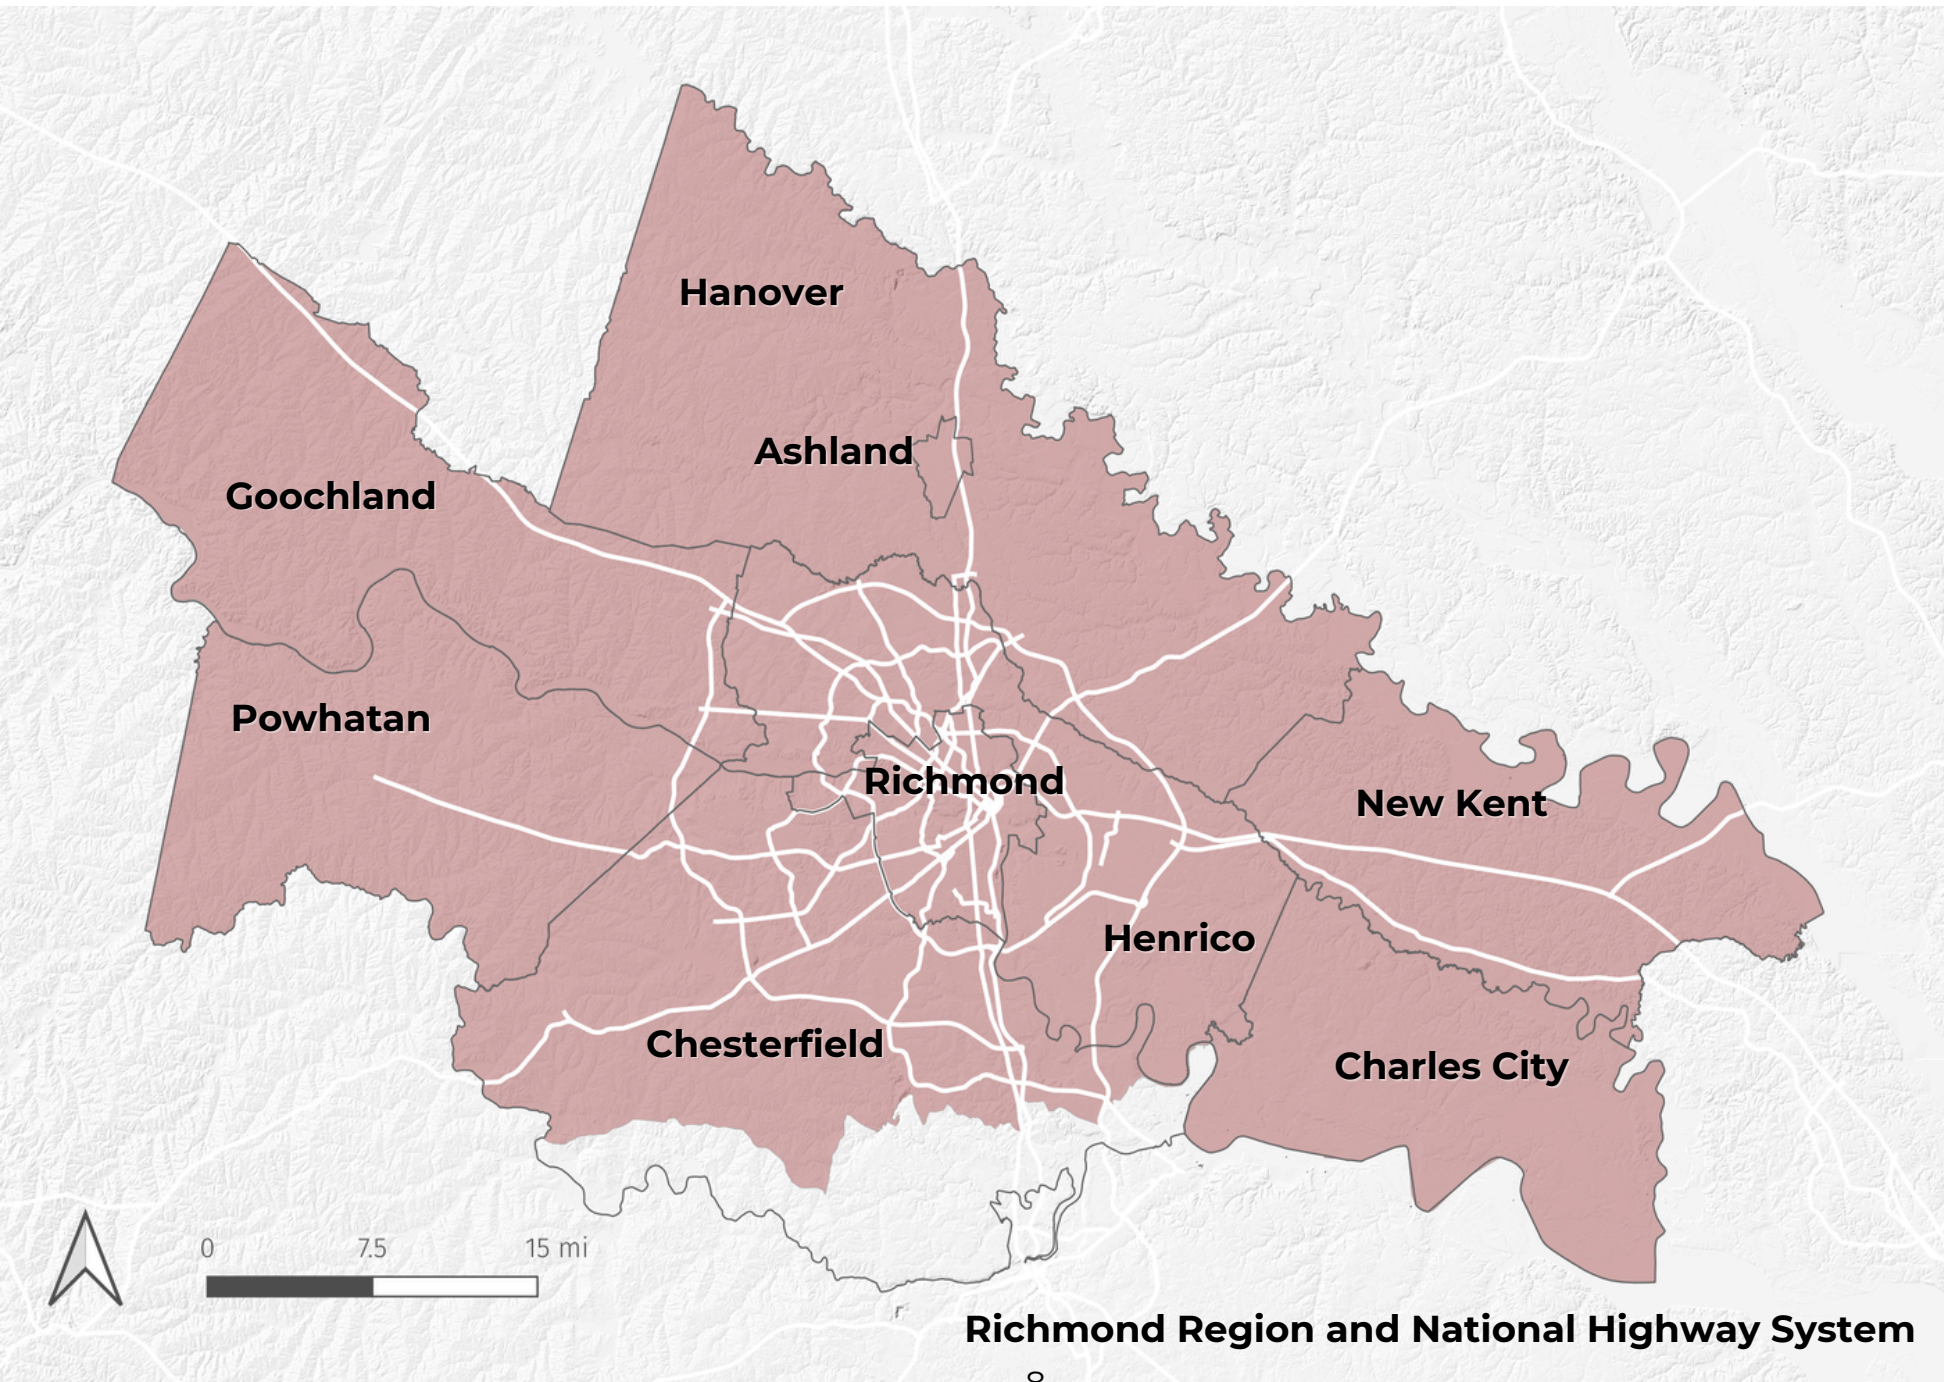 Hanover
Ashland
Goochland
Powhatan
Richmond
New Kent
Henrico
Chesterfield
Charles City
0 7.5 15 mi
Richmond Region and National Highway System